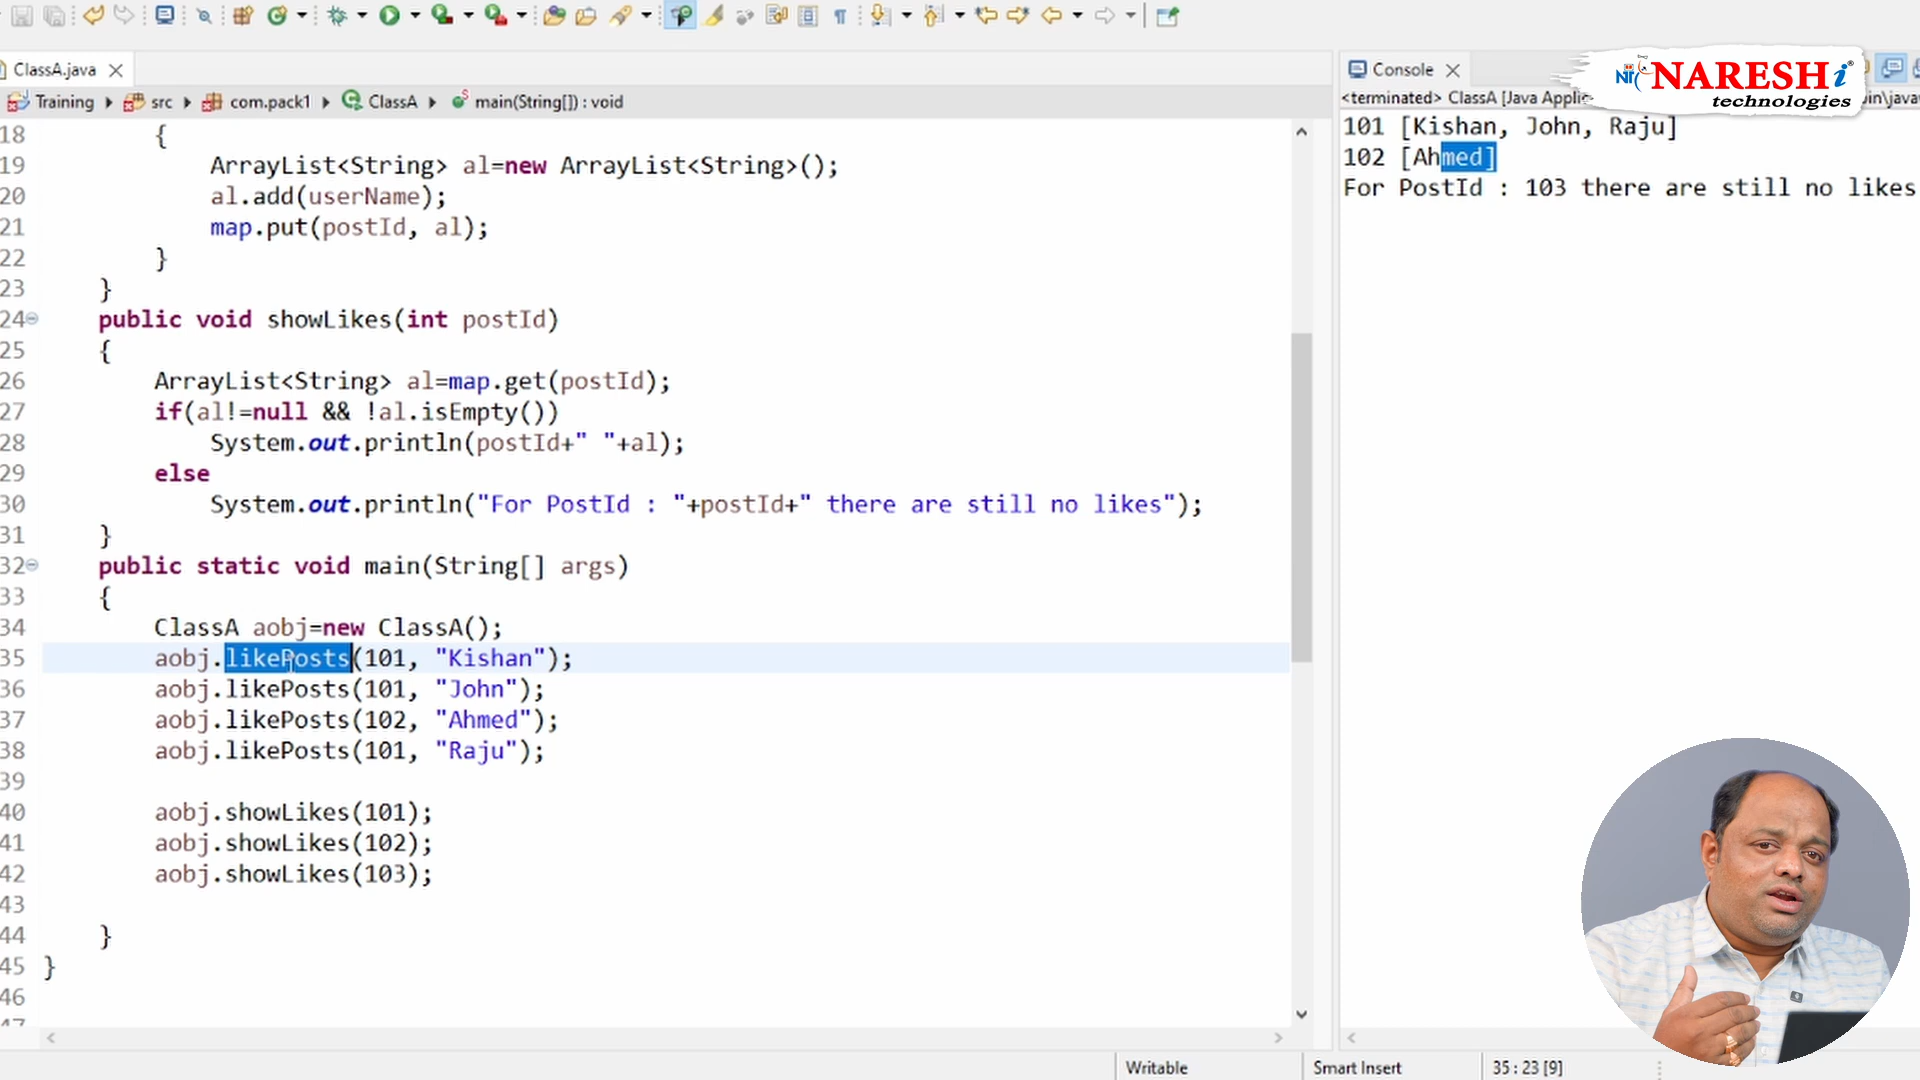 ClassA.java
Training src com.pack1 ClassA main(String[]) : void
18 {
19 ArrayList<String> al=new ArrayList<String>();
20 al.add(userName);
21 map.put(postId, al);
22 }
23 }
24 public void showLikes(int postId)
25 {
26 ArrayList<String> al=map.get(postId);
27 if(al!=null && !al.isEmpty())
28 System.out.println(postId+" "+al);
29 else
30 System.out.println("For PostId : "+postId+" there are still no likes");
31 }
32 public static void main(String[] args)
33 {
34 ClassA aobj=new ClassA();
35 aobj.likePosts(101, "Kishan");
36 aobj.likePosts(101, "John");
37 aobj.likePosts(102, "Ahmed");
38 aobj.likePosts(101, "Raju");
39
40 aobj.showLikes(101);
41 aobj.showLikes(102);
42 aobj.showLikes(103);
43
44 }
45 }
46
Console
NARESHi
technologies
<terminated> ClassA [Java Applic
101 [Kishan, John, Raju]
102 [Ahmed]
For PostId : 103 there are still no likes
Writable Smart Insert 35 : 23 [9]